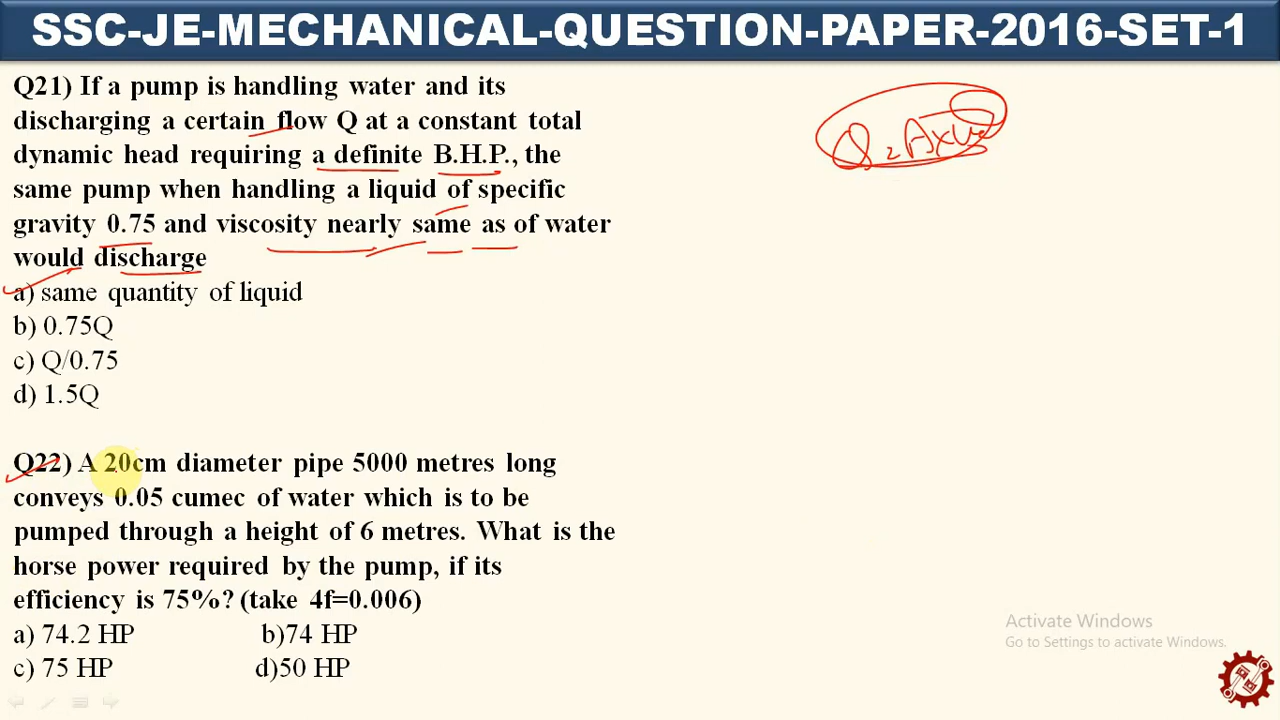 SSC-JE-MECHANICAL-QUESTION-PAPER-2016-SET-1
Q21) If a pump is handling water and its
discharging a certain flow Q at a constant total
dynamic head requiring a definite B.H.P., the
same pump when handling a liquid of specific
gravity 0.75 and viscosity nearly same as of water
would discharge
a) same quantity of liquid
b) 0.75Q
c) Q/0.75
d) 1.5Q
Q22) A 20cm diameter pipe 5000 metres long
conveys 0.05 cumec of water which is to be
pumped through a height of 6 metres. What is the
horse power required by the pump, if its
efficiency is 75%? (take 4f=0.006)
a) 74.2 HP b)74 HP
c) 75 HP d)50 HP
Activate Windows
Go to Settings to activate Windows.